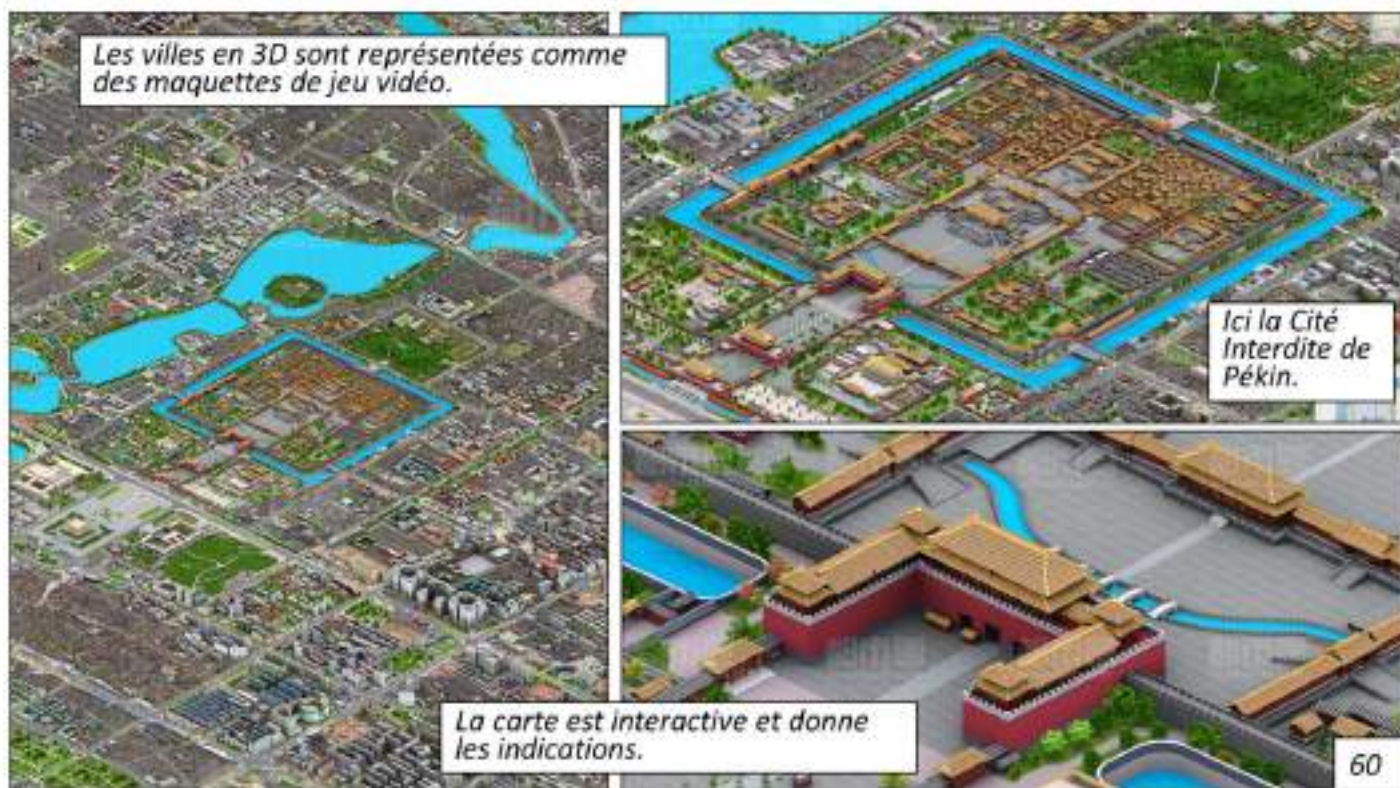 Les villes en 3D sont représentées comme
des maquettes de jeu vidéo.
Ici la Cité
Interdite de
Pékin.
La carte est interactive et donne
les indications.
60